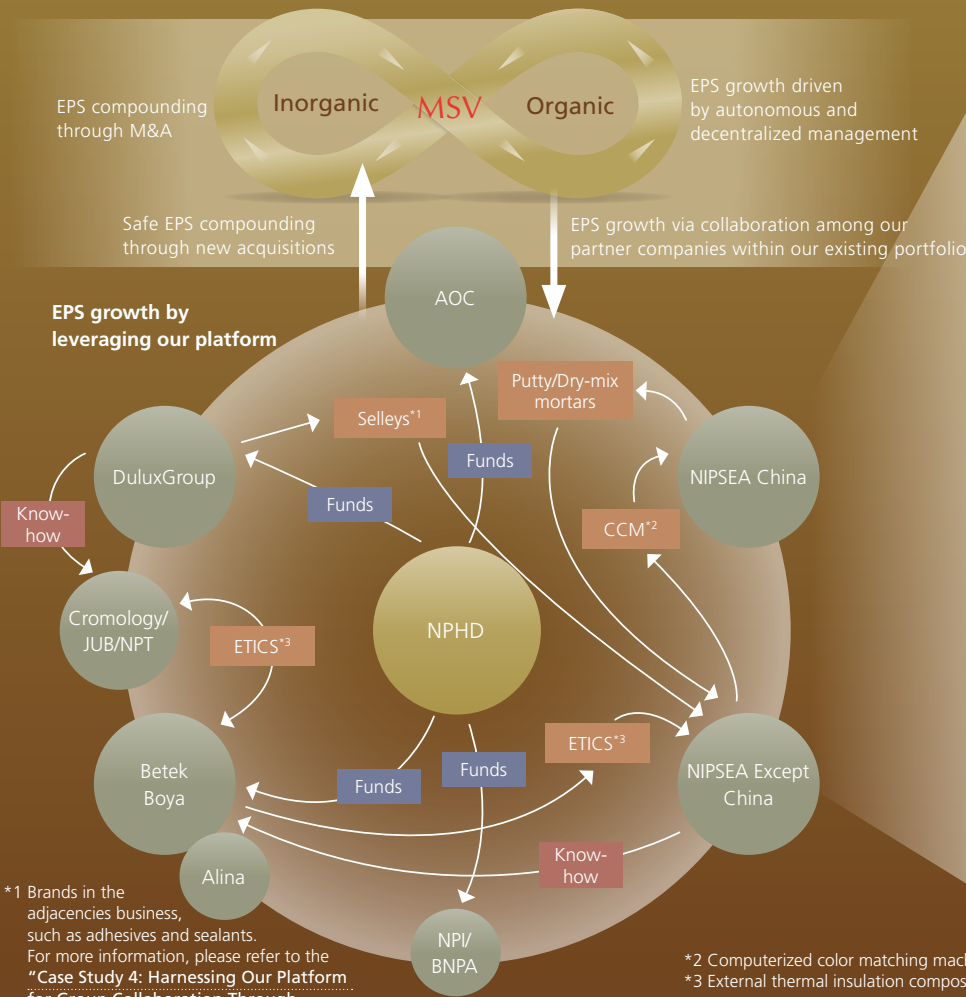 Inorganic
MSV
Organic
EPS compounding
through M&A
EPS growth driven
by autonomous and
decentralized management
Safe EPS compounding
through new acquisitions
EPS growth via collaboration among our
partner companies within our existing portfolio
EPS growth by
leveraging our platform
AOC
Putty/Dry-mix
mortars
Selleys*1
Funds
DuluxGroup
NIPSEA China
Funds
Know-
how
CCM*2
Cromology/
JUB/NPT
ETICS*3
NPHD
Betek
Boya
ETICS*3
NIPSEA Except
China
Funds
Funds
Alina
Know-
how
NPI/
BNPA
*1 Brands in the
adjacencies business,
such as adhesives and sealants.
For more information, please refer to the
“Case Study 4: Harnessing Our Platform
for Group Collaboration Through
*2 Computerized color matching
*3 External thermal insulation